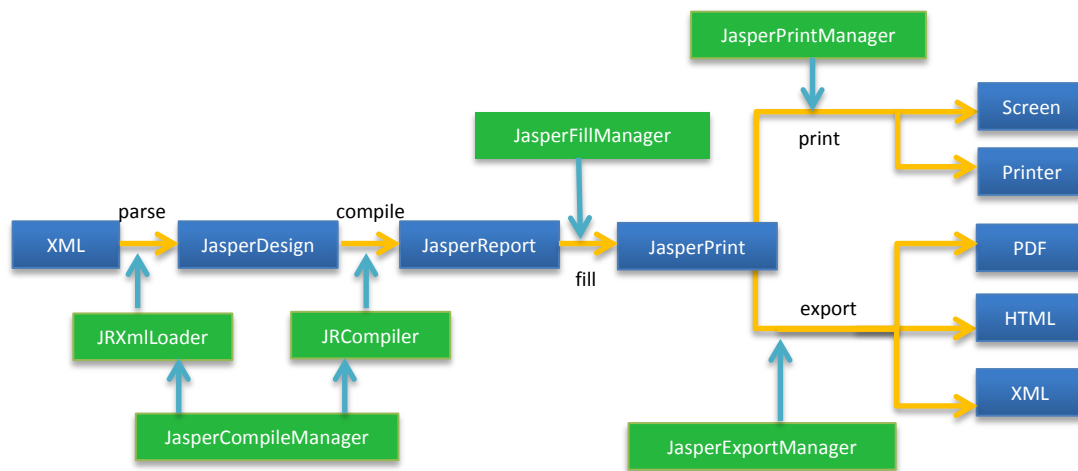 JasperPrintManager
Screen
print
JasperFillManager
Printer
parse
compile
XML
JasperDesign
JasperReport
JasperPrint
PDF
fill
export
HTML
JRXmlLoader
JRCompiler
XML
JasperCompileManager
JasperExportManager